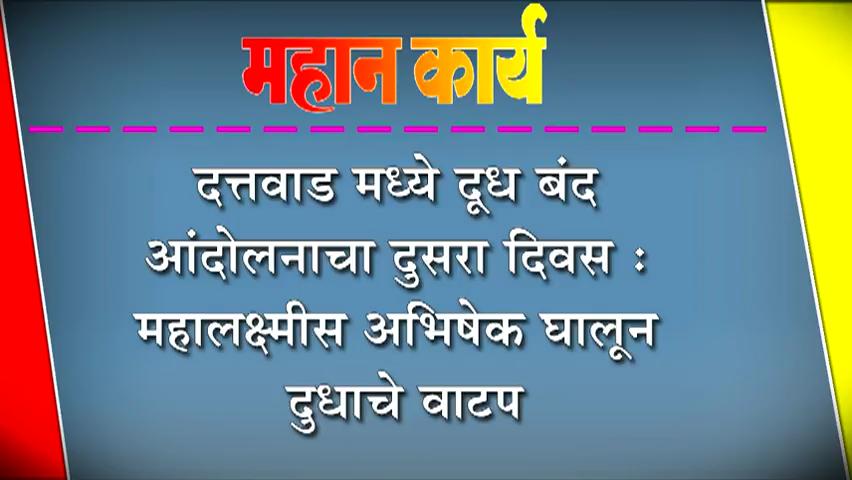 महान कार्य
दत्तवाड मध्ये दूध बंद
आंदोलनाचा दुसरा दिवस :
महालक्ष्मीस अभिषेक घालून
दुधाचे वाटप